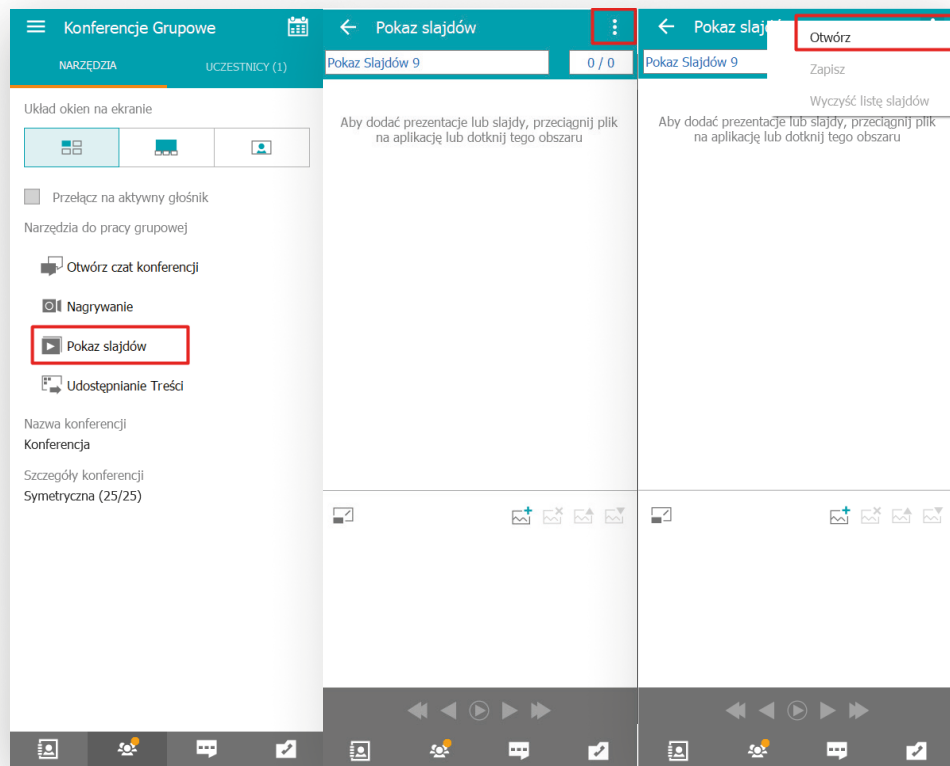 Konferencje Grupowe
NARZĘDZIA
UCZESTNICY (1)
Układ okien na ekranie
Przełącz na aktywny głośnik
Narzędzia do pracy grupowej
Otwórz czat konferencji
Nagrywanie
Pokaz slajdów
Udostępnianie Treści
Nazwa konferencji
Konferencja
Szczegóły konferencji
Symetryczna (25/25)
Pokaz slajdów
Pokaz Slajdów 9
0 / 0
Aby dodać prezentacje lub slajdy, przeciągnij plik
na aplikację lub dotknij tego obszaru
Pokaz slaj
Otwórz
Pokaz Slajdów 9
Zapisz
Wyczyść listę slajdów
Aby dodać prezentacje lub slajdy, przeciągnij plik
na aplikację lub dotknij tego obszaru